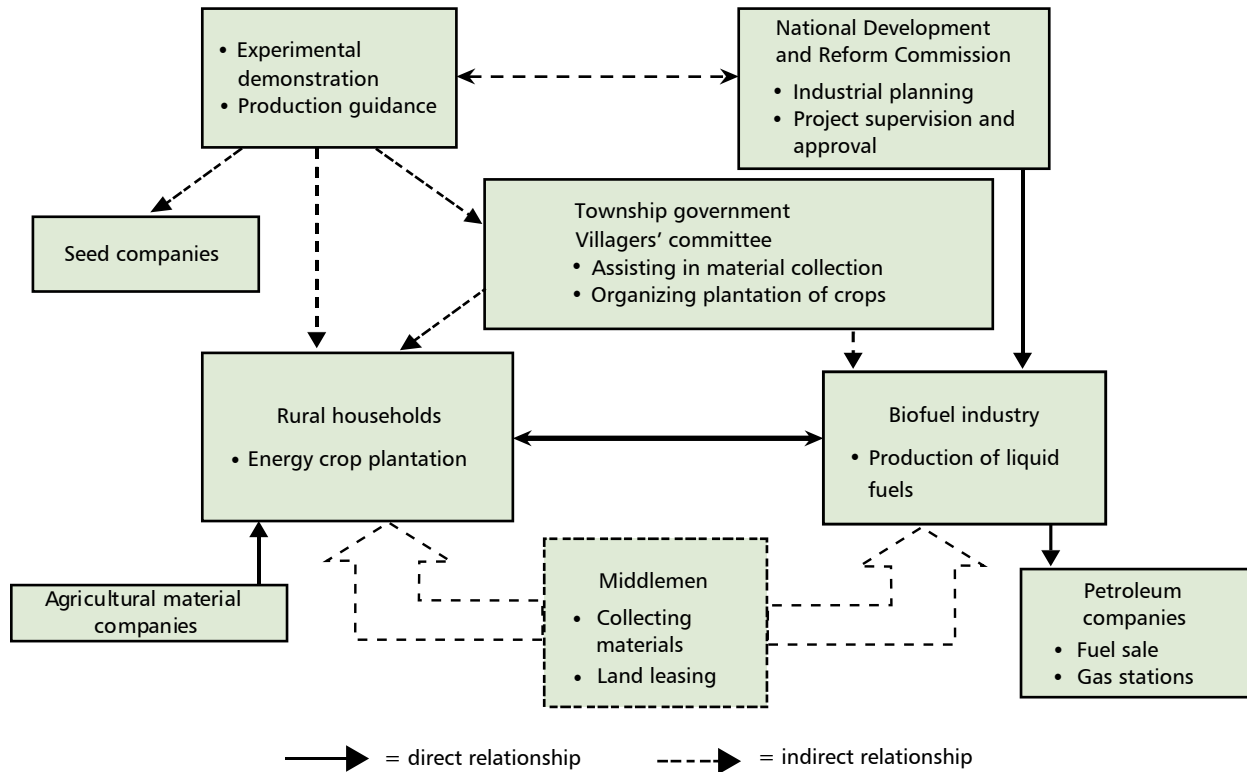 • Experimental
demonstration
• Production guidance
National Development
and Reform Commission
• Industrial planning
• Project supervision and
approval
Seed companies
Township government
Villagers’ committee
• Assisting in material collection
• Organizing plantation of crops
Rural households
• Energy crop plantation
Biofuel industry
• Production of liquid
fuels
Agricultural material
companies
Middlemen
• Collecting
materials
• Land leasing
Petroleum
companies
• Fuel sale
• Gas stations
= direct relationship
= indirect relationship